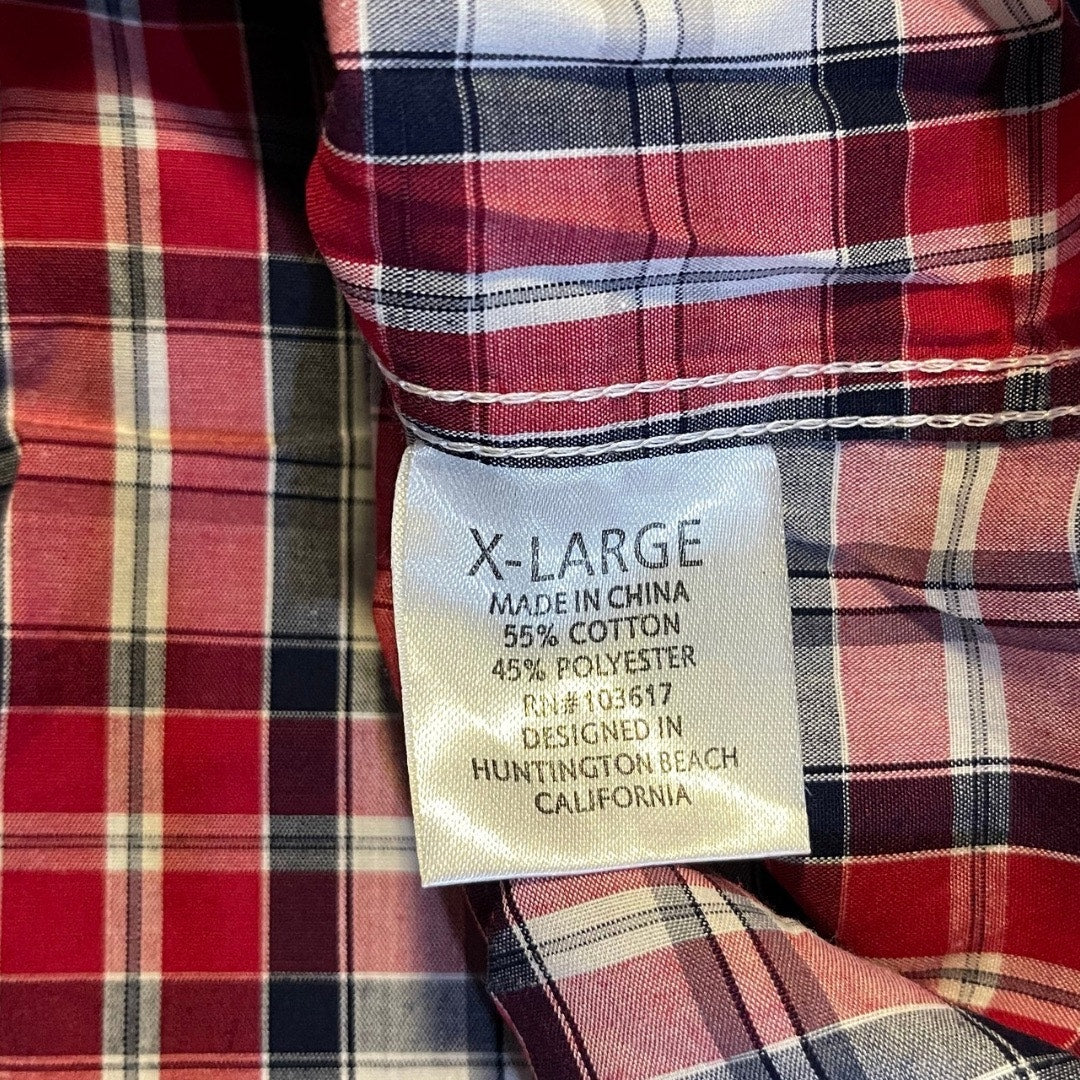 X-LARGE
MADE IN CHINA
55% COTTON
45% POLYESTER
RN#103617
DESIGNED IN
HUNTINGTON BEACH
CALIFORNIA